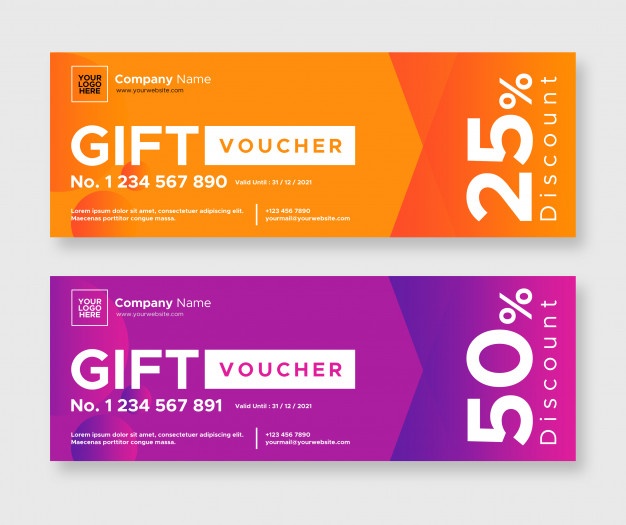 YOUR
LOGO
HERE
Company Name
www.yourwebsite.com
GIFT VOUCHER
No. 1 234 567 890 Valid Until : 31 / 12 / 2021
Lorem ipsum dolor sit amet, consectetur adipiscing elit.
Maecenas porttitor congue massa.
+123 456 7890
yourmail@yourwebsite.com
25%
Discount
YOUR
LOGO
HERE
Company Name
www.yourwebsite.com
GIFT VOUCHER
No. 1 234 567 891 Valid Until : 31 / 12 / 2021
Lorem ipsum dolor sit amet, consectetur adipiscing elit.
Maecenas porttitor congue massa.
+123 456 7890
yourmail@yourwebsite.com
50%
Discount